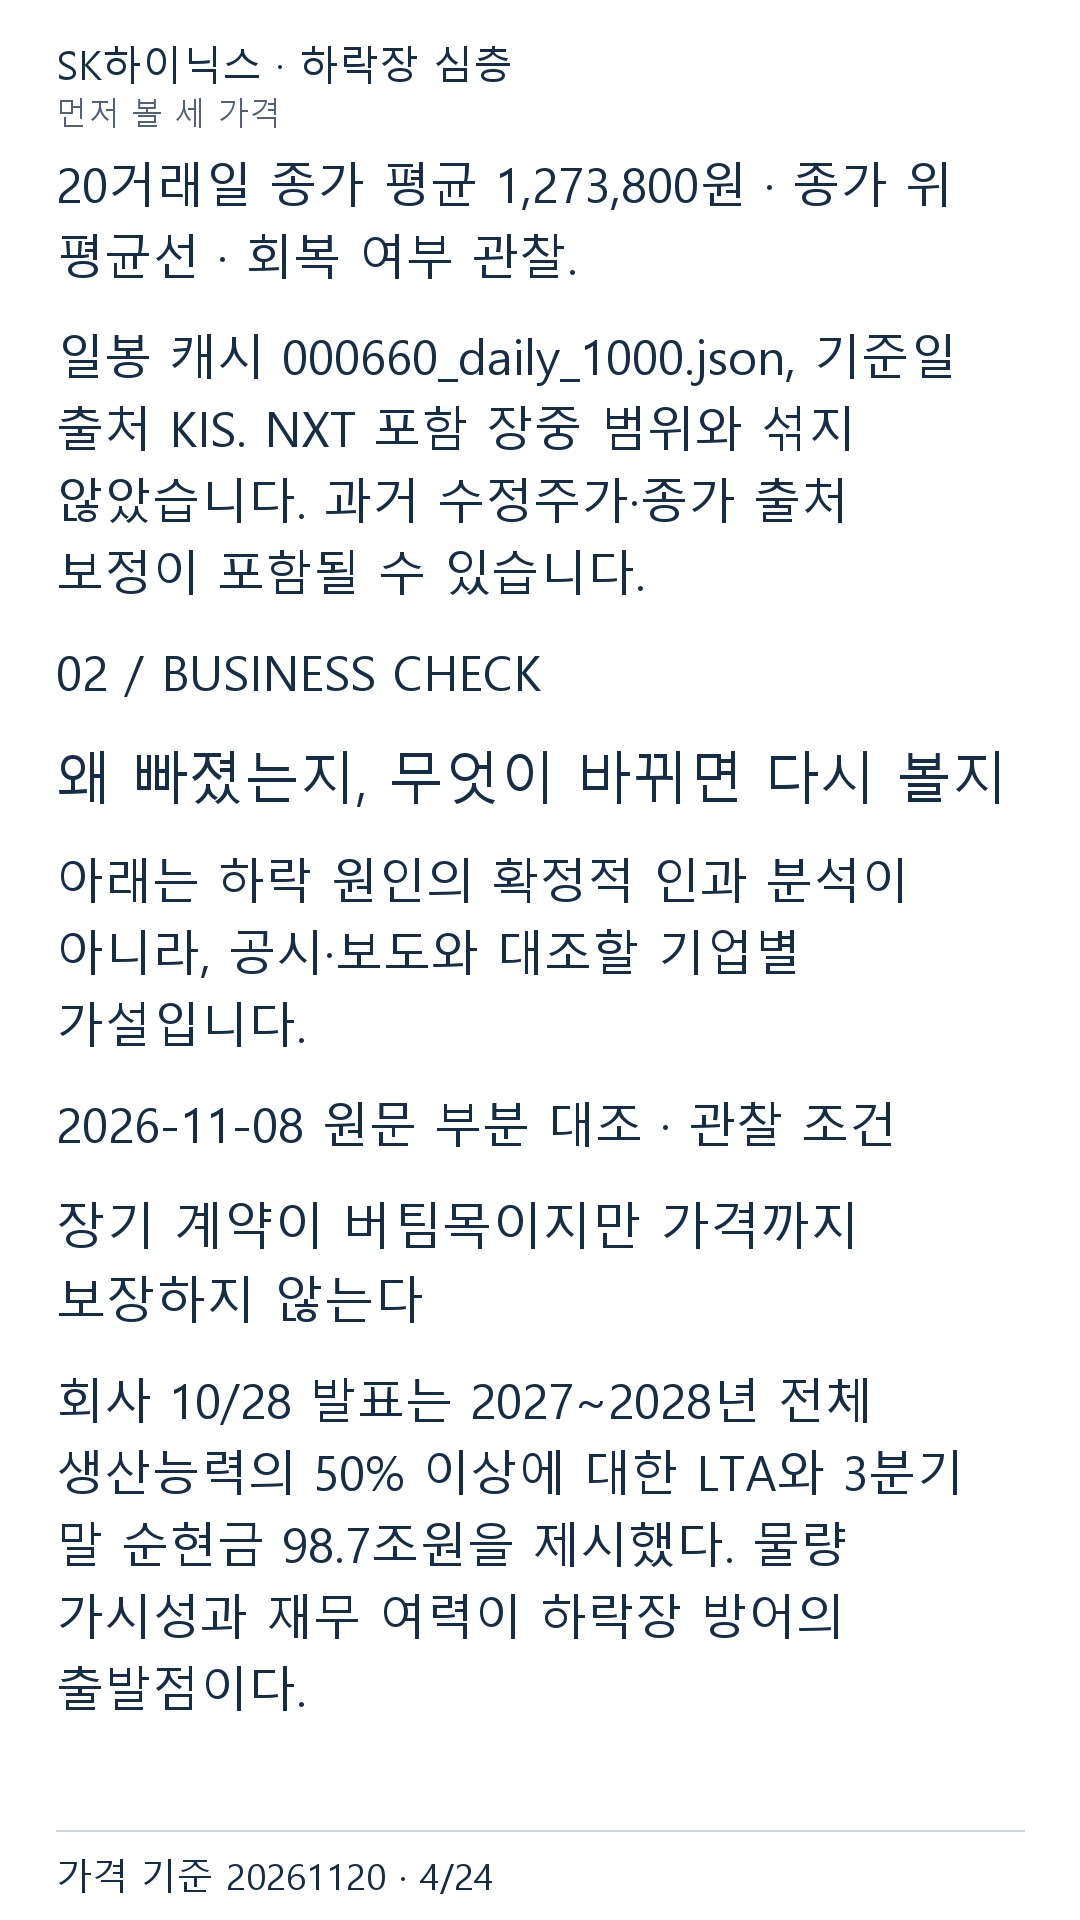 SK하이닉스 · 하락장 심층
먼저 볼 세 가격
20거래일 종가 평균 1,273,800원 · 종가 위
평균선 · 회복 여부 관찰.
일봉 캐시 000660_daily_1000.json, 기준일
출처 KIS. NXT 포함 장중 범위와 섞지
않았습니다. 과거 수정주가·종가 출처
보정이 포함될 수 있습니다.
02 / BUSINESS CHECK
왜 빠졌는지, 무엇이 바뀌면 다시 볼지
아래는 하락 원인의 확정적 인과 분석이
아니라, 공시·보도와 대조할 기업별
가설입니다.
2026-11-08 원문 부분 대조 · 관찰 조건
장기 계약이 버팀목이지만 가격까지
보장하지 않는다
회사 10/28 발표는 2027~2028년 전체
생산능력의 50% 이상에 대한 LTA와 3분기
말 순현금 98.7조원을 제시했다. 물량
가시성과 재무 여력이 하락장 방어의
출발점이다.
가격 기준 20261120 · 4/24